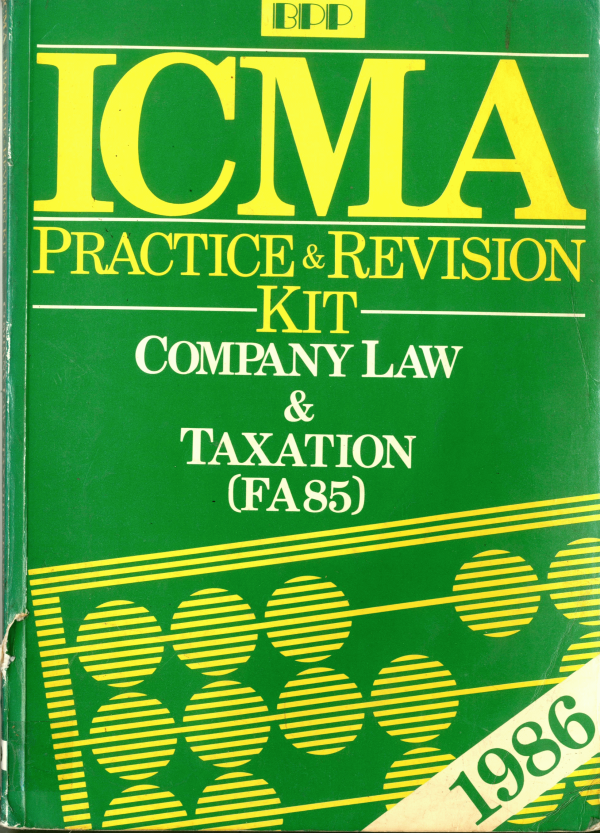 BPP
ICMA
PRACTICE & REVISION
KIT
COMPANY LAW
&
TAXATION
(FA85)
1986